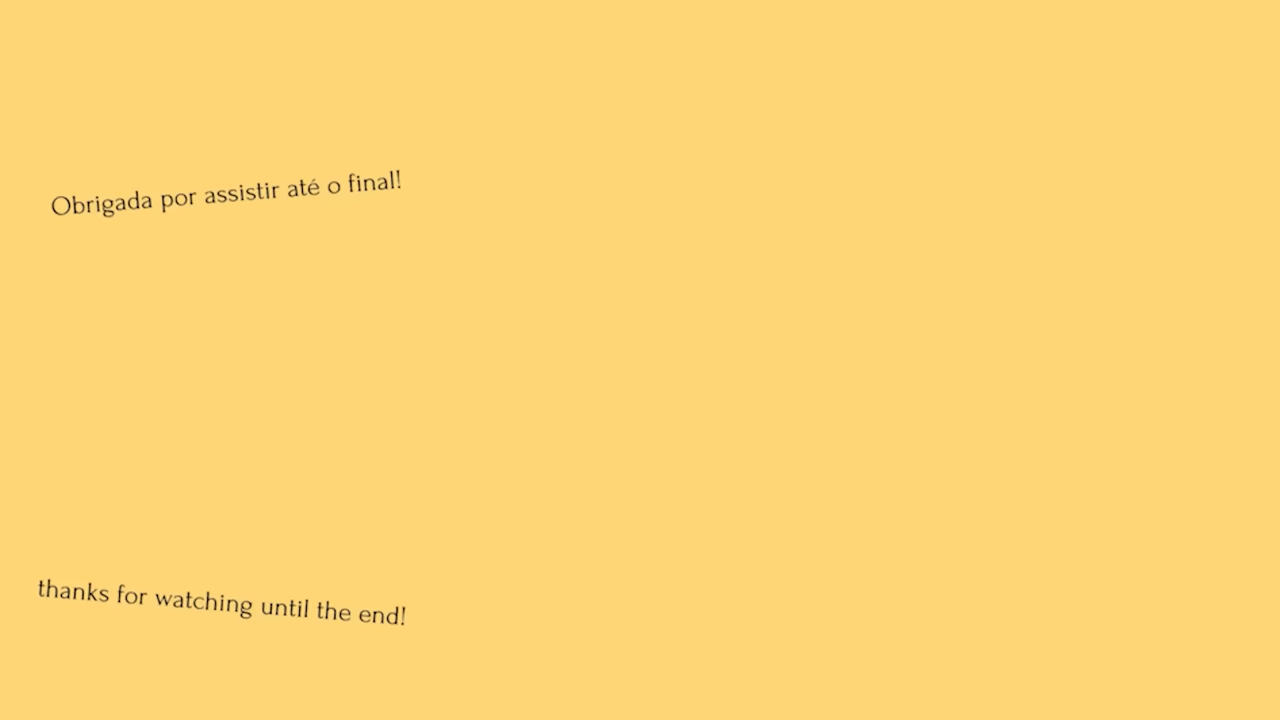 Obrigada por assistir até o final!
thanks for watching until the end!